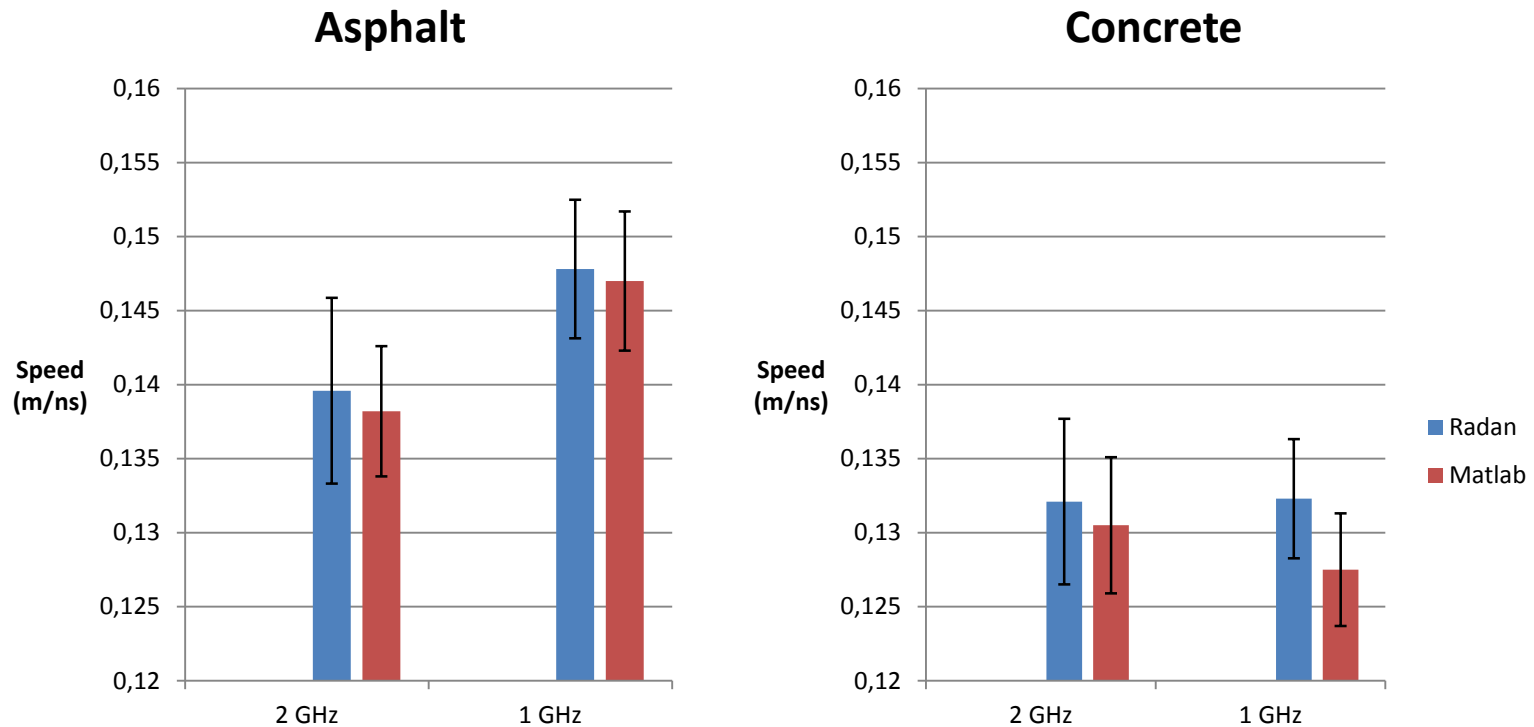 Asphalt
0,16
0,155
0,15
0,145
Speed
(m/ns)
0,14
0,135
0,13
0,125
0,12
2 GHz
1 GHz
Concrete
0,16
0,155
0,15
0,145
Speed
(m/ns)
0,14
0,135
0,13
0,125
0,12
2 GHz
1 GHz
Radan
Matlab